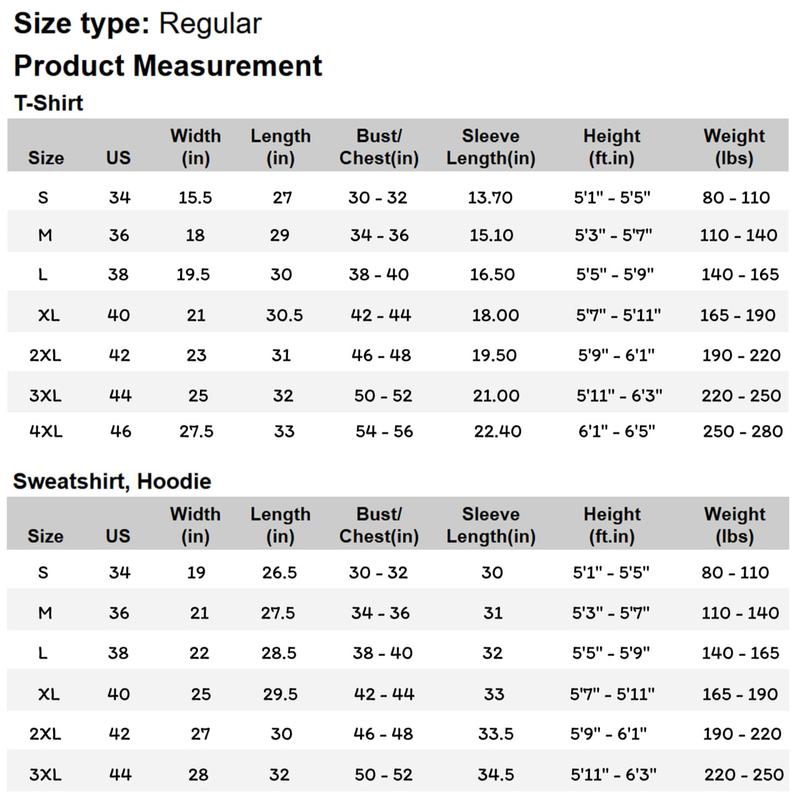 Size type: Regular
Product Measurement
T-Shirt
Size US Width (in) Length (in) Bust/ Chest(in) Sleeve Length(in) Height (ft.in) Weight (lbs)
S 34 15.5 27 30 - 32 13.70 5'1" - 5'5" 80 - 110
M 36 18 29 34 - 36 15.10 5'3" - 5'7" 110 - 140
L 38 19.5 30 38 - 40 16.50 5'5" - 5'9" 140 - 165
XL 40 21 30.5 42 - 44 18.00 5'7" - 5'11" 165 - 190
2XL 42 23 31 46 - 48 19.50 5'9" - 6'1" 190 - 220
3XL 44 25 32 50 - 52 21.00 5'11" - 6'3" 220 - 250
4XL 46 27.5 33 54 - 56 22.40 6'1" - 6'5" 250 - 280
Sweatshirt, Hoodie
Size US Width (in) Length (in) Bust/ Chest(in) Sleeve Length(in) Height (ft.in) Weight (lbs)
S 34 19 26.5 30 - 32 30 5'1" - 5'5" 80 - 110
M 36 21 27.5 34 - 36 31 5'3" - 5'7" 110 - 140
L 38 22 28.5 38 - 40 32 5'5" - 5'9" 140 - 165
XL 40 25 29.5 42 - 44 33 5'7" - 5'11" 165 - 190
2XL 42 27 30 46 - 48 33.5 5'9" - 6'1" 190 - 220
3XL 44 28 32 50 - 52 34.5 5'11" - 6'3" 220 - 250